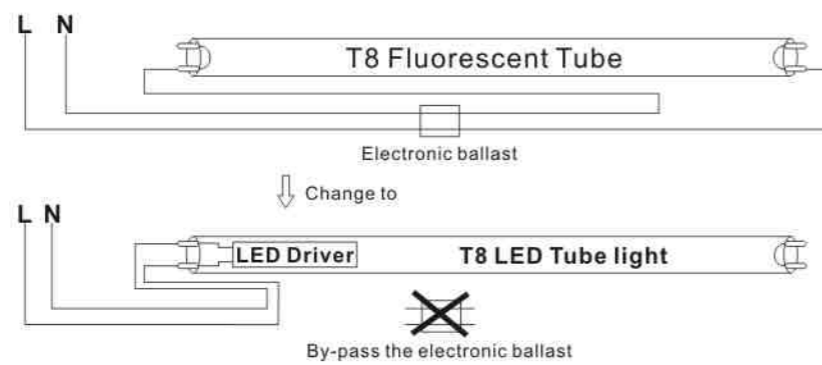 L N
T8 Fluorescent Tube
Electronic ballast
Change to
L N
LED Driver
T8 LED Tube light
By-pass the electronic ballast